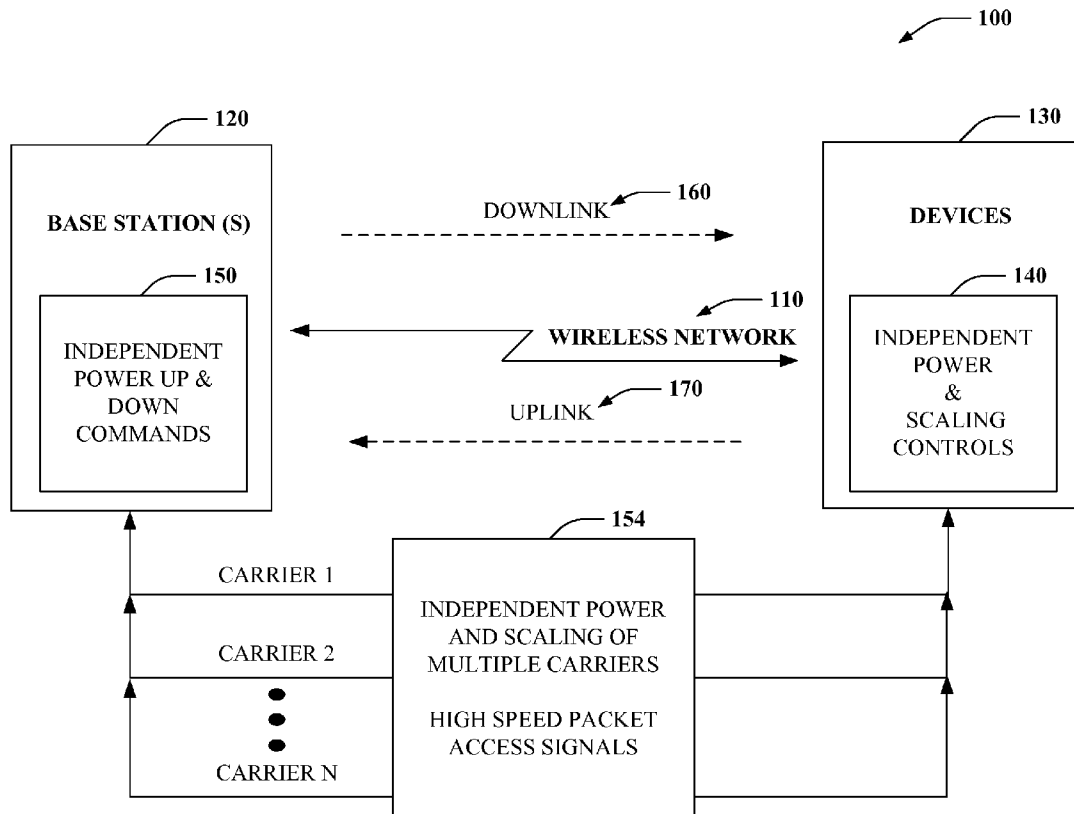 100
120
130
160
DOWNLINK
BASE STATION (S)
DEVICES
150
110
140
WIRELESS NETWORK
INDEPENDENT
POWER UP &
DOWN
COMMANDS
INDEPENDENT
POWER
&
SCALING
CONTROLS
170
UPLINK
154
CARRIER 1
CARRIER 2
CARRIER N
INDEPENDENT POWER
AND SCALING OF
MULTIPLE CARRIERS
HIGH SPEED PACKET
ACCESS SIGNALS